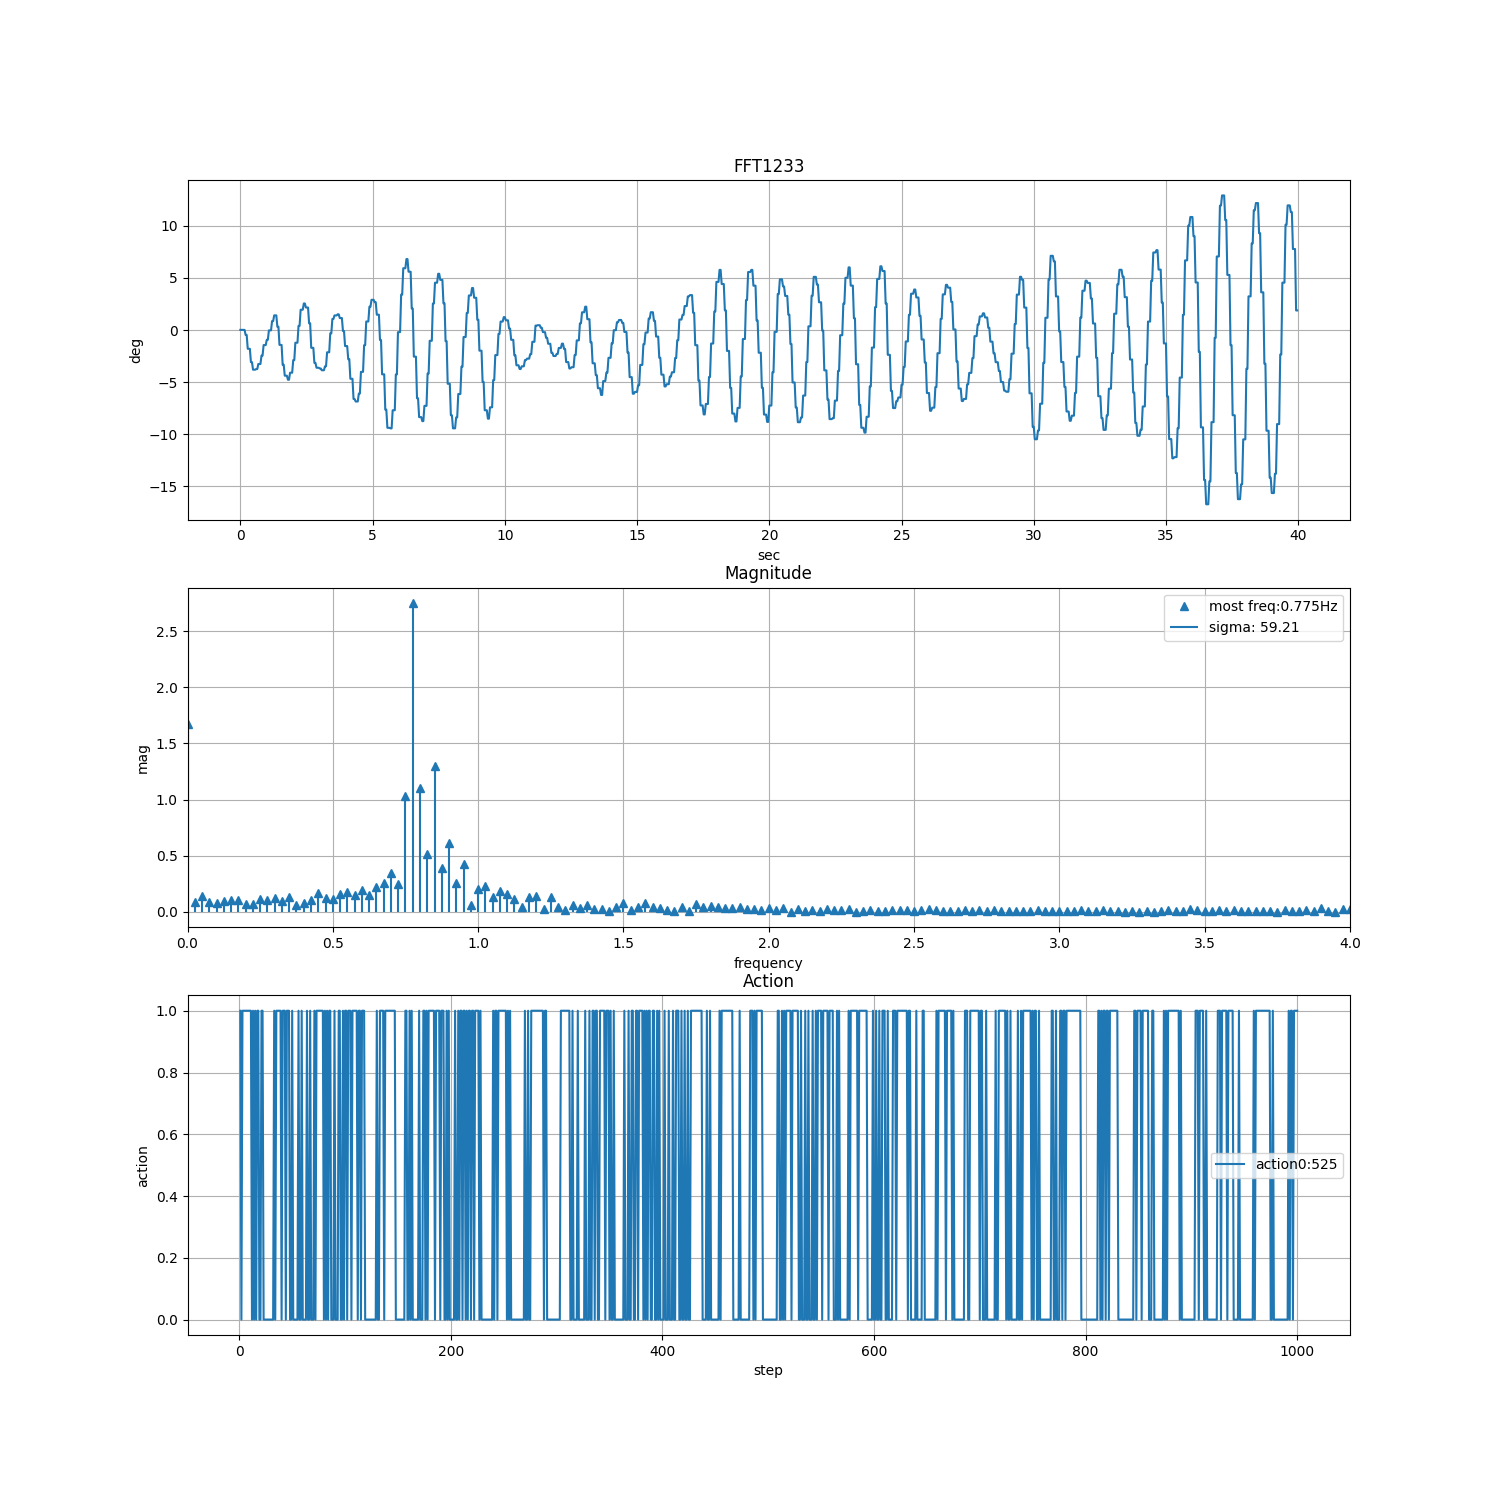 FFT1233
10
5
0
−5
−10
−15
deg
0 5 10 15 20 25 30 35 40
sec
Magnitude
most freq:0.775Hz
sigma: 59.21
2.5
2.0
1.5
1.0
0.5
0.0
mag
0.0 0.5 1.0 1.5 2.0 2.5 3.0 3.5 4.0
frequency
Action
1.0
0.8
0.6
0.4
0.2
0.0
action
action0:525
0 200 400 600 800 1000
step